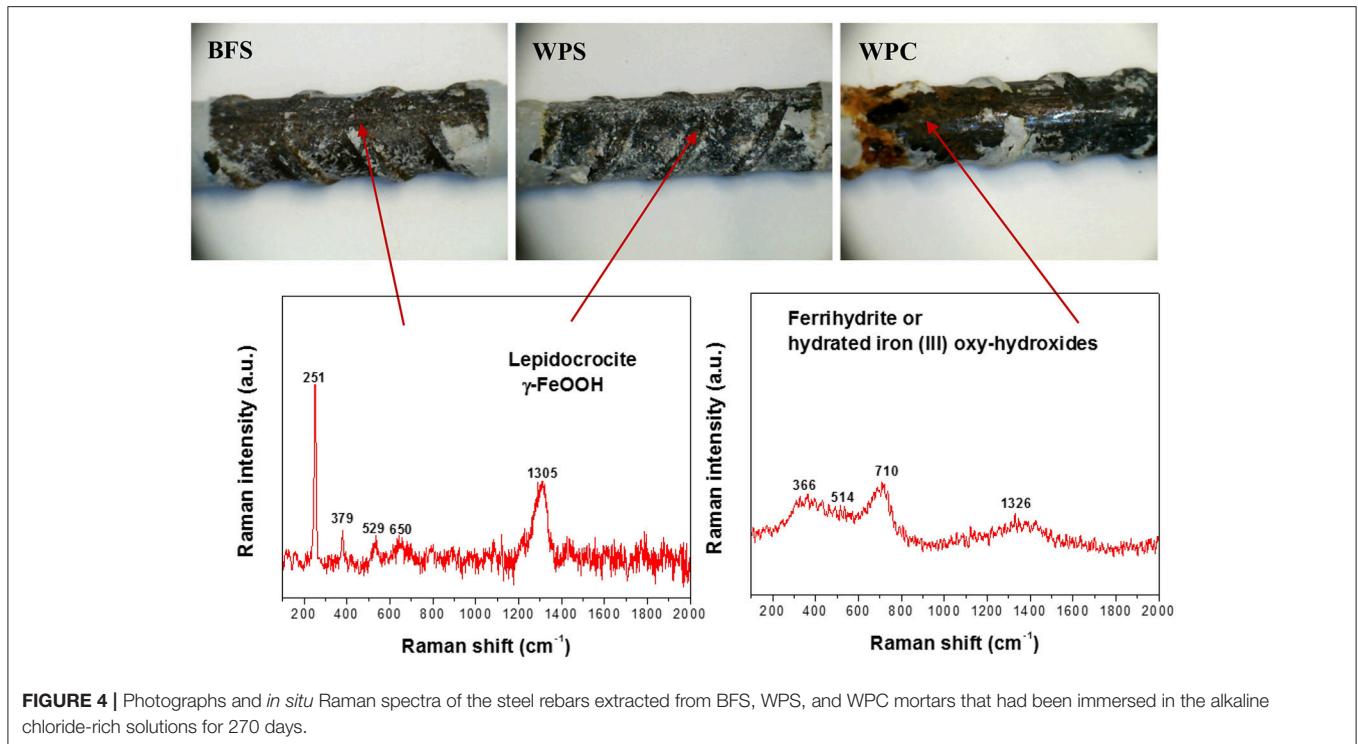 BFS
WPS
WPC
Raman intensity (a.u.)
251
379
529
650
1305
Lepidocrocite
γ-FeOOH
200 400 600 800 1000 1200 1400 1600 1800 2000
Raman shift (cm⁻¹)
Raman intensity (a.u.)
Ferrihydrite or
hydrated iron (III) oxy-hydroxides
366
514
710
1326
200 400 600 800 1000 1200 1400 1600 1800 2000
Raman shift (cm⁻¹)
FIGURE 4 | Photographs and in situ Raman spectra of the steel rebars extracted from BFS, WPS, and WPC mortars that had been immersed in the alkaline
chloride-rich solutions for 270 days.